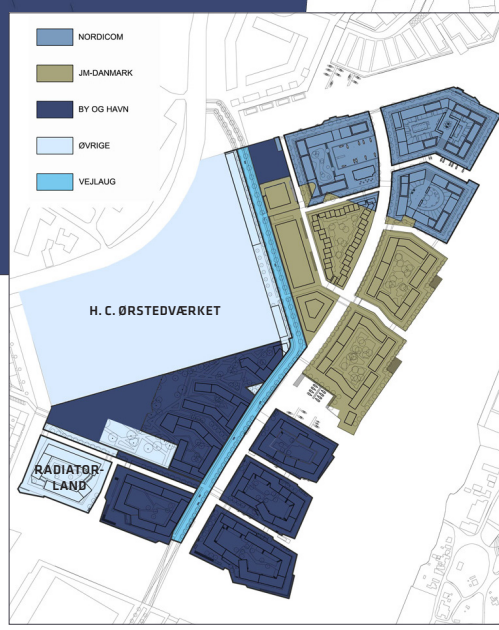 NORDICOM
JM-DANMARK
BY OG HAVN
ØVRIGE
VEJLAUG
H. C. ØRSTEDVÆRKET
RADIATOR-
LAND